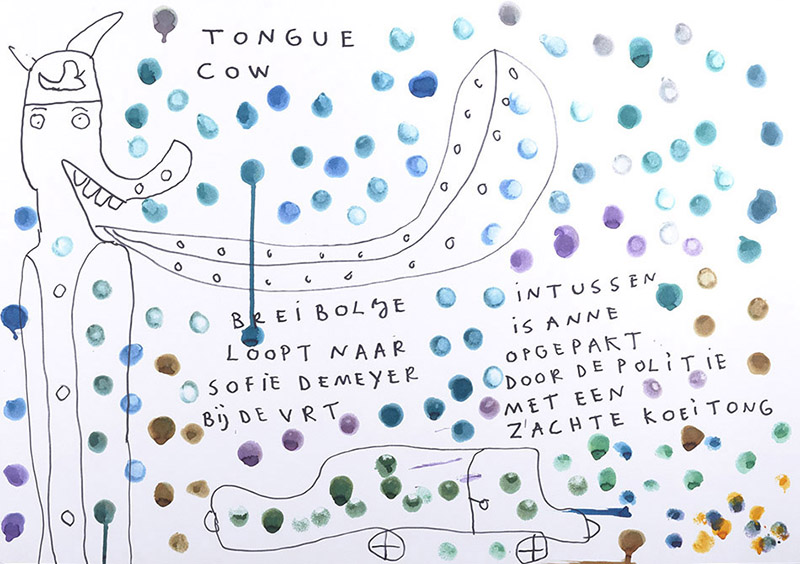 TONGUE
COW
BREIBOLTJE
LOOPT NAAR
SOFIE DEMEYER
BIJ DE VRT
INTUSSEN
IS ANNE
OPGEPAKT
DOOR DE POLITIE
MET EEN
ZACHTE KOEITONG